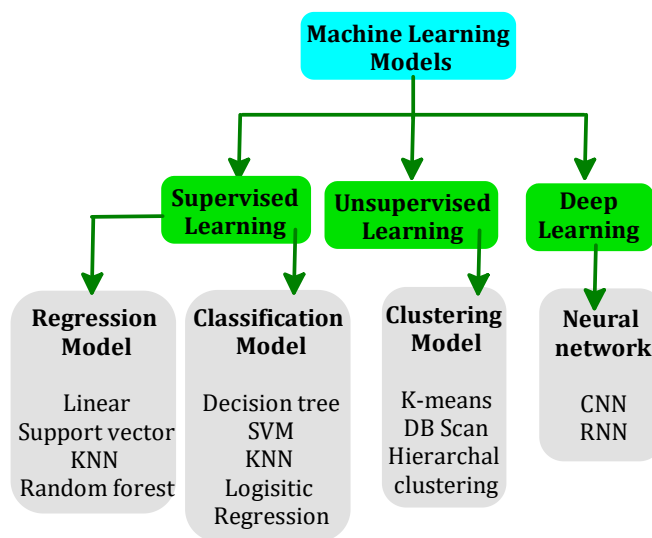 Machine Learning
Models
Supervised
Learning
Unsupervised
Learning
Deep
Learning
Regression
Model
Linear
Support vector
KNN
Random forest
Classification
Model
Decision tree
SVM
KNN
Logisitic
Regression
Clustering
Model
K-means
DB Scan
Hierarchal
clustering
Neural
network
CNN
RNN